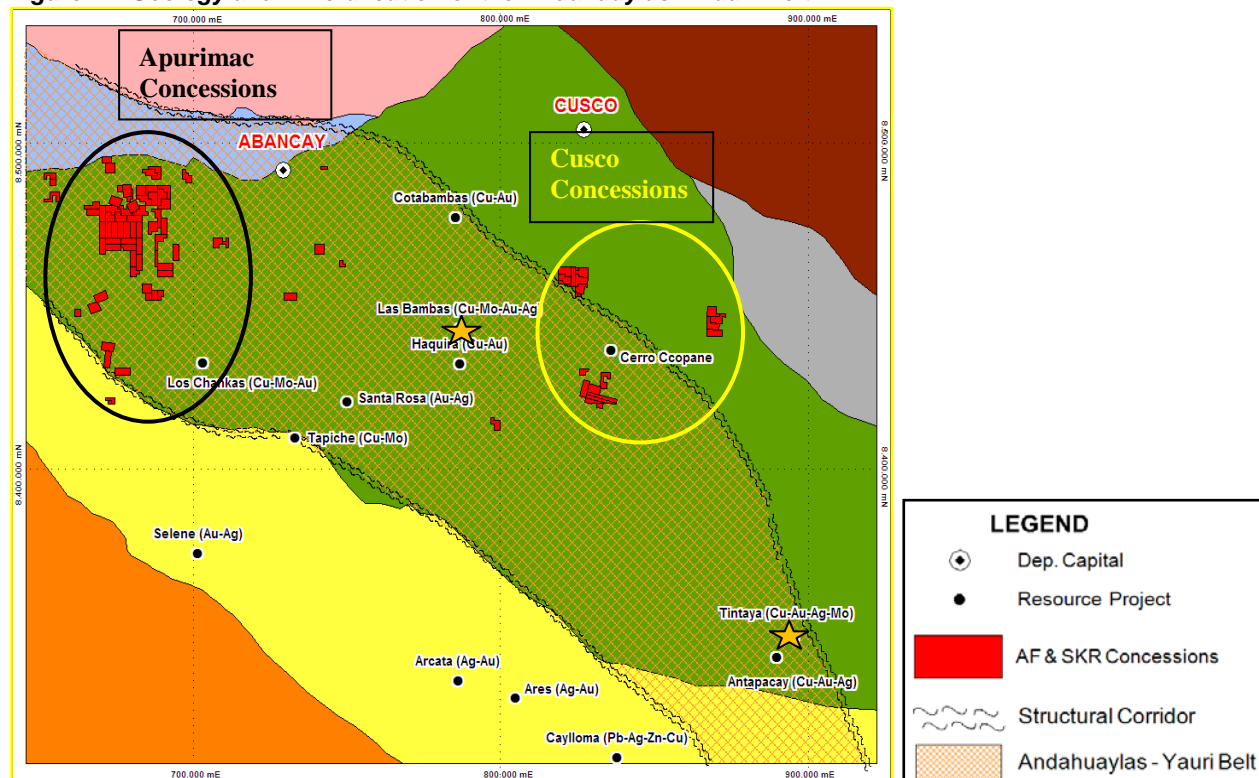 700.000 mE
800.000 mE
900.000 mE
Apurimac
Concessions
CUSCO
ABANCAY
8.500.000 mN
8.500.000 mN
Cusco
Concessions
Cotabambas (Cu-Au)
Las Bambas (Cu-Mo-Au-Ag
Haquira (Cu-Au)
Cerro Ccopane
Los Chankas (Cu-Mo-Au)
Santa Rosa (Au-Ag)
Tapiche (Cu-Mo)
8.400.000 mN
8.400.000 mN
Selene (Au-Ag)
Tintaya (Cu-Au-Ag-Mo)
Arcata (Ag-Au)
Antapacay (Cu-Au-Ag)
Ares (Ag-Au)
Caylloma (Pb-Ag-Zn-Cu)
700.000 mE
800.000 mE
900.000 mE
LEGEND
Dep. Capital
Resource Project
AF & SKR Concessions
Structural Corridor
Andahuaylas - Yauri Belt